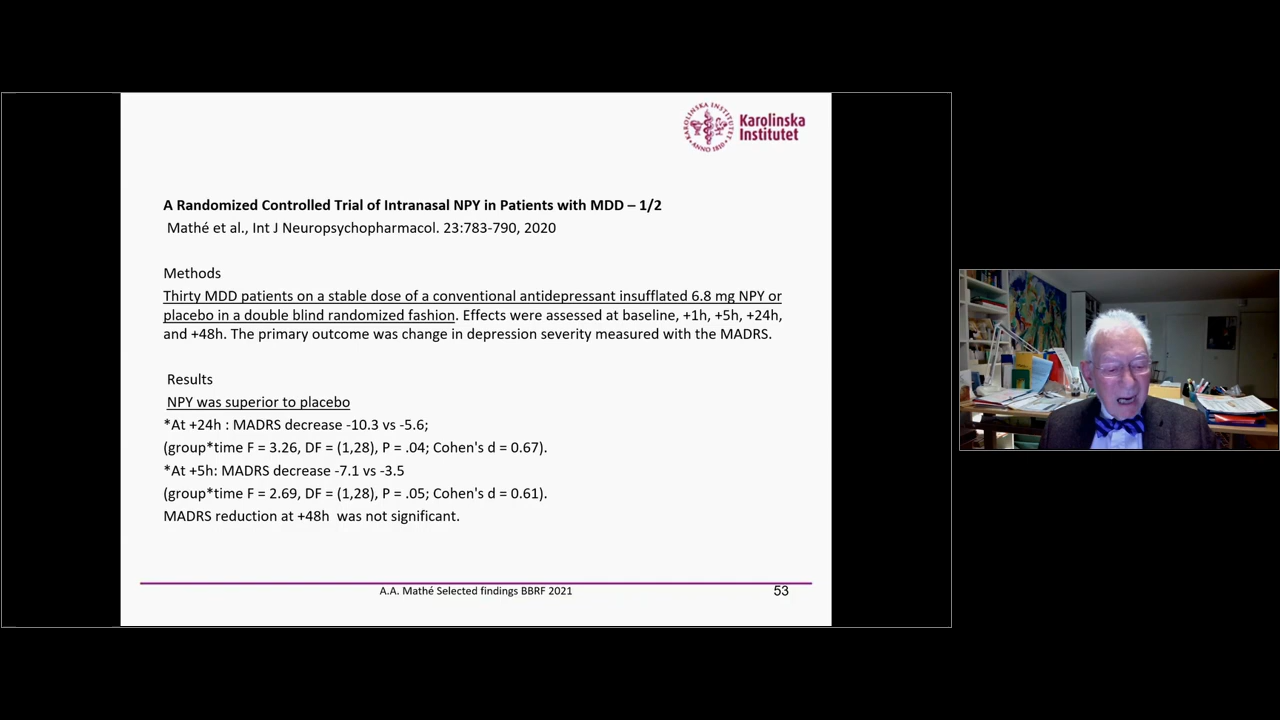 KAROLINSKA INSTITUTET
ANNO 1810
Karolinska
Institutet
A Randomized Controlled Trial of Intranasal NPY in Patients with MDD – 1/2
Mathé et al., Int J Neuropsychopharmacol. 23:783-790, 2020
Methods
Thirty MDD patients on a stable dose of a conventional antidepressant insufflated 6.8 mg NPY or
placebo in a double blind randomized fashion. Effects were assessed at baseline, +1h, +5h, +24h,
and +48h. The primary outcome was change in depression severity measured with the MADRS.
Results
NPY was superior to placebo
*At +24h : MADRS decrease -10.3 vs -5.6;
(group*time F = 3.26, DF = (1,28), P = .04; Cohen's d = 0.67).
*At +5h: MADRS decrease -7.1 vs -3.5
(group*time F = 2.69, DF = (1,28), P = .05; Cohen's d = 0.61).
MADRS reduction at +48h was not significant.
A.A. Mathé Selected findings BBRF 2021
53